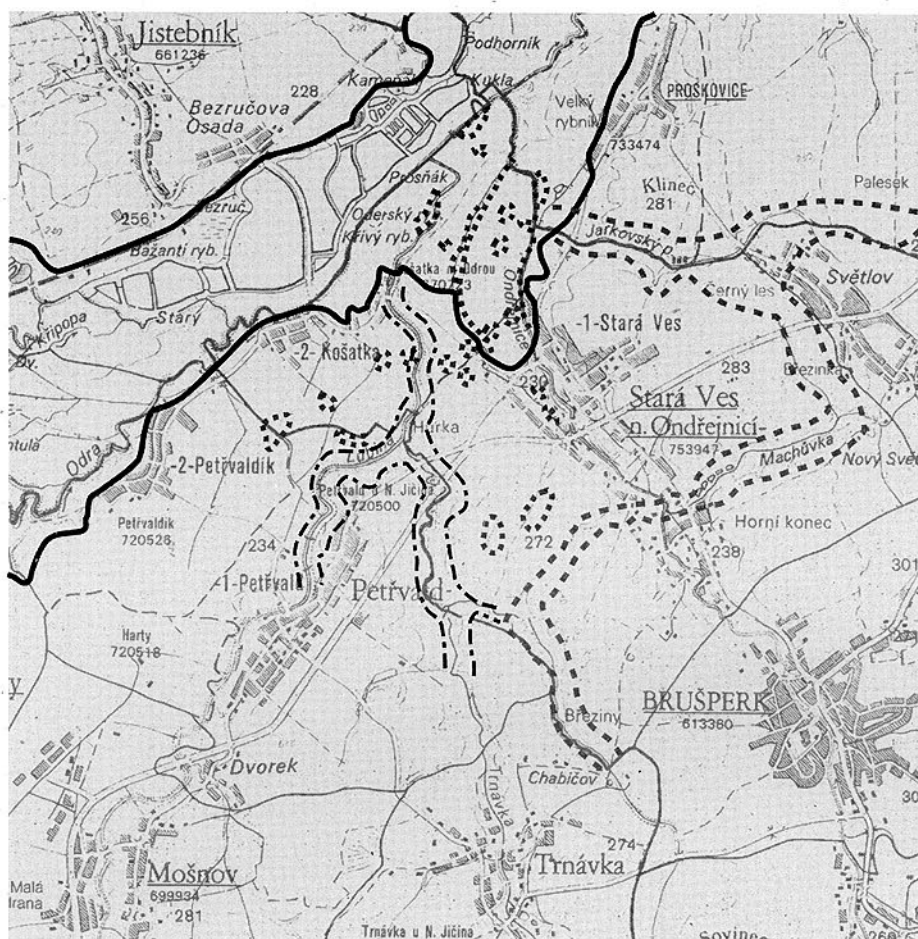 Jistebník
661236
Podhorník
Kukla
228
Bezručova
Osada
Velký
rybník
PROSKOVICE
733474
Klineč
281
Palesek
Prosňák
256
Bezruč.
Křivý ryb.
Bažantí ryb.
Jarkovský p.
Světlov
Černý les
Starý
Křipopa
Ondřejnice
-1-Stará Ves
-2-Košatka
230
283
Březinka
Stará Ves
n. Ondřejnicí
753947
Machůvka
Nový Svět
Odra
Hůrka
Lubina
-2-Petřvaldík
Petřvald u N. Jičína
720500
Petřvaldík
720528
272
Horní konec
238
234
-1-Petřvald
Petřvald
301
Harty
720518
BRUŠPERK
613380
Březiny
Dvorek
Chabičov
Trnávka
274
Trnávka
Mošnov
699934
281
Malá
Trnávka u N. Jičína